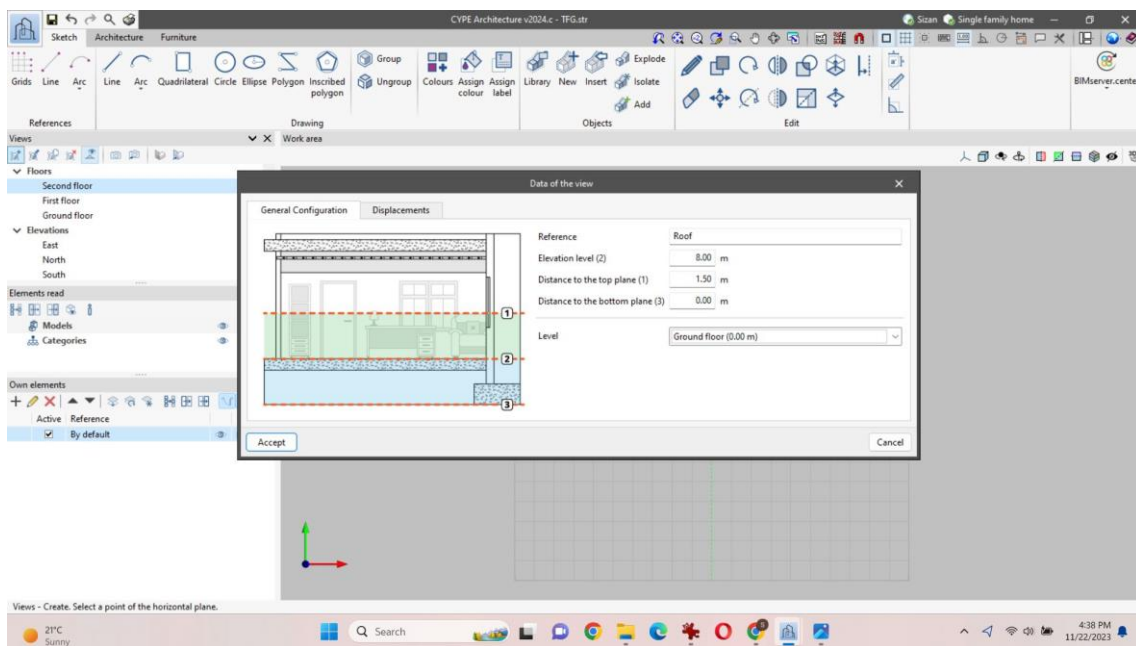 CYPE Architecture v2024.c - TFG.str
Sizan
Single family home
Sketch Architecture Furniture
Grids Line Arc Line Arc Quadrilateral Circle Ellipse Polygon Inscribed polygon
Group
Ungroup
Colours Assign colour Assign label
Library New Insert
Explode
Isolate
Add
BIMserver.cente
References Drawing Objects Edit
Views
Work area
Floors
Second floor
First floor
Ground floor
Elevations
East
North
South
Elements read
Models
Categories
Own elements
Active Reference
By default
Data of the view
General Configuration Displacements
1
2
3
Reference Roof
Elevation level (2) 8.00 m
Distance to the top plane (1) 1.50 m
Distance to the bottom plane (3) 0.00 m
Level Ground floor (0.00 m)
Accept Cancel
Views - Create. Select a point of the horizontal plane.
21°C
Sunny
Search
4:38 PM
11/22/2023